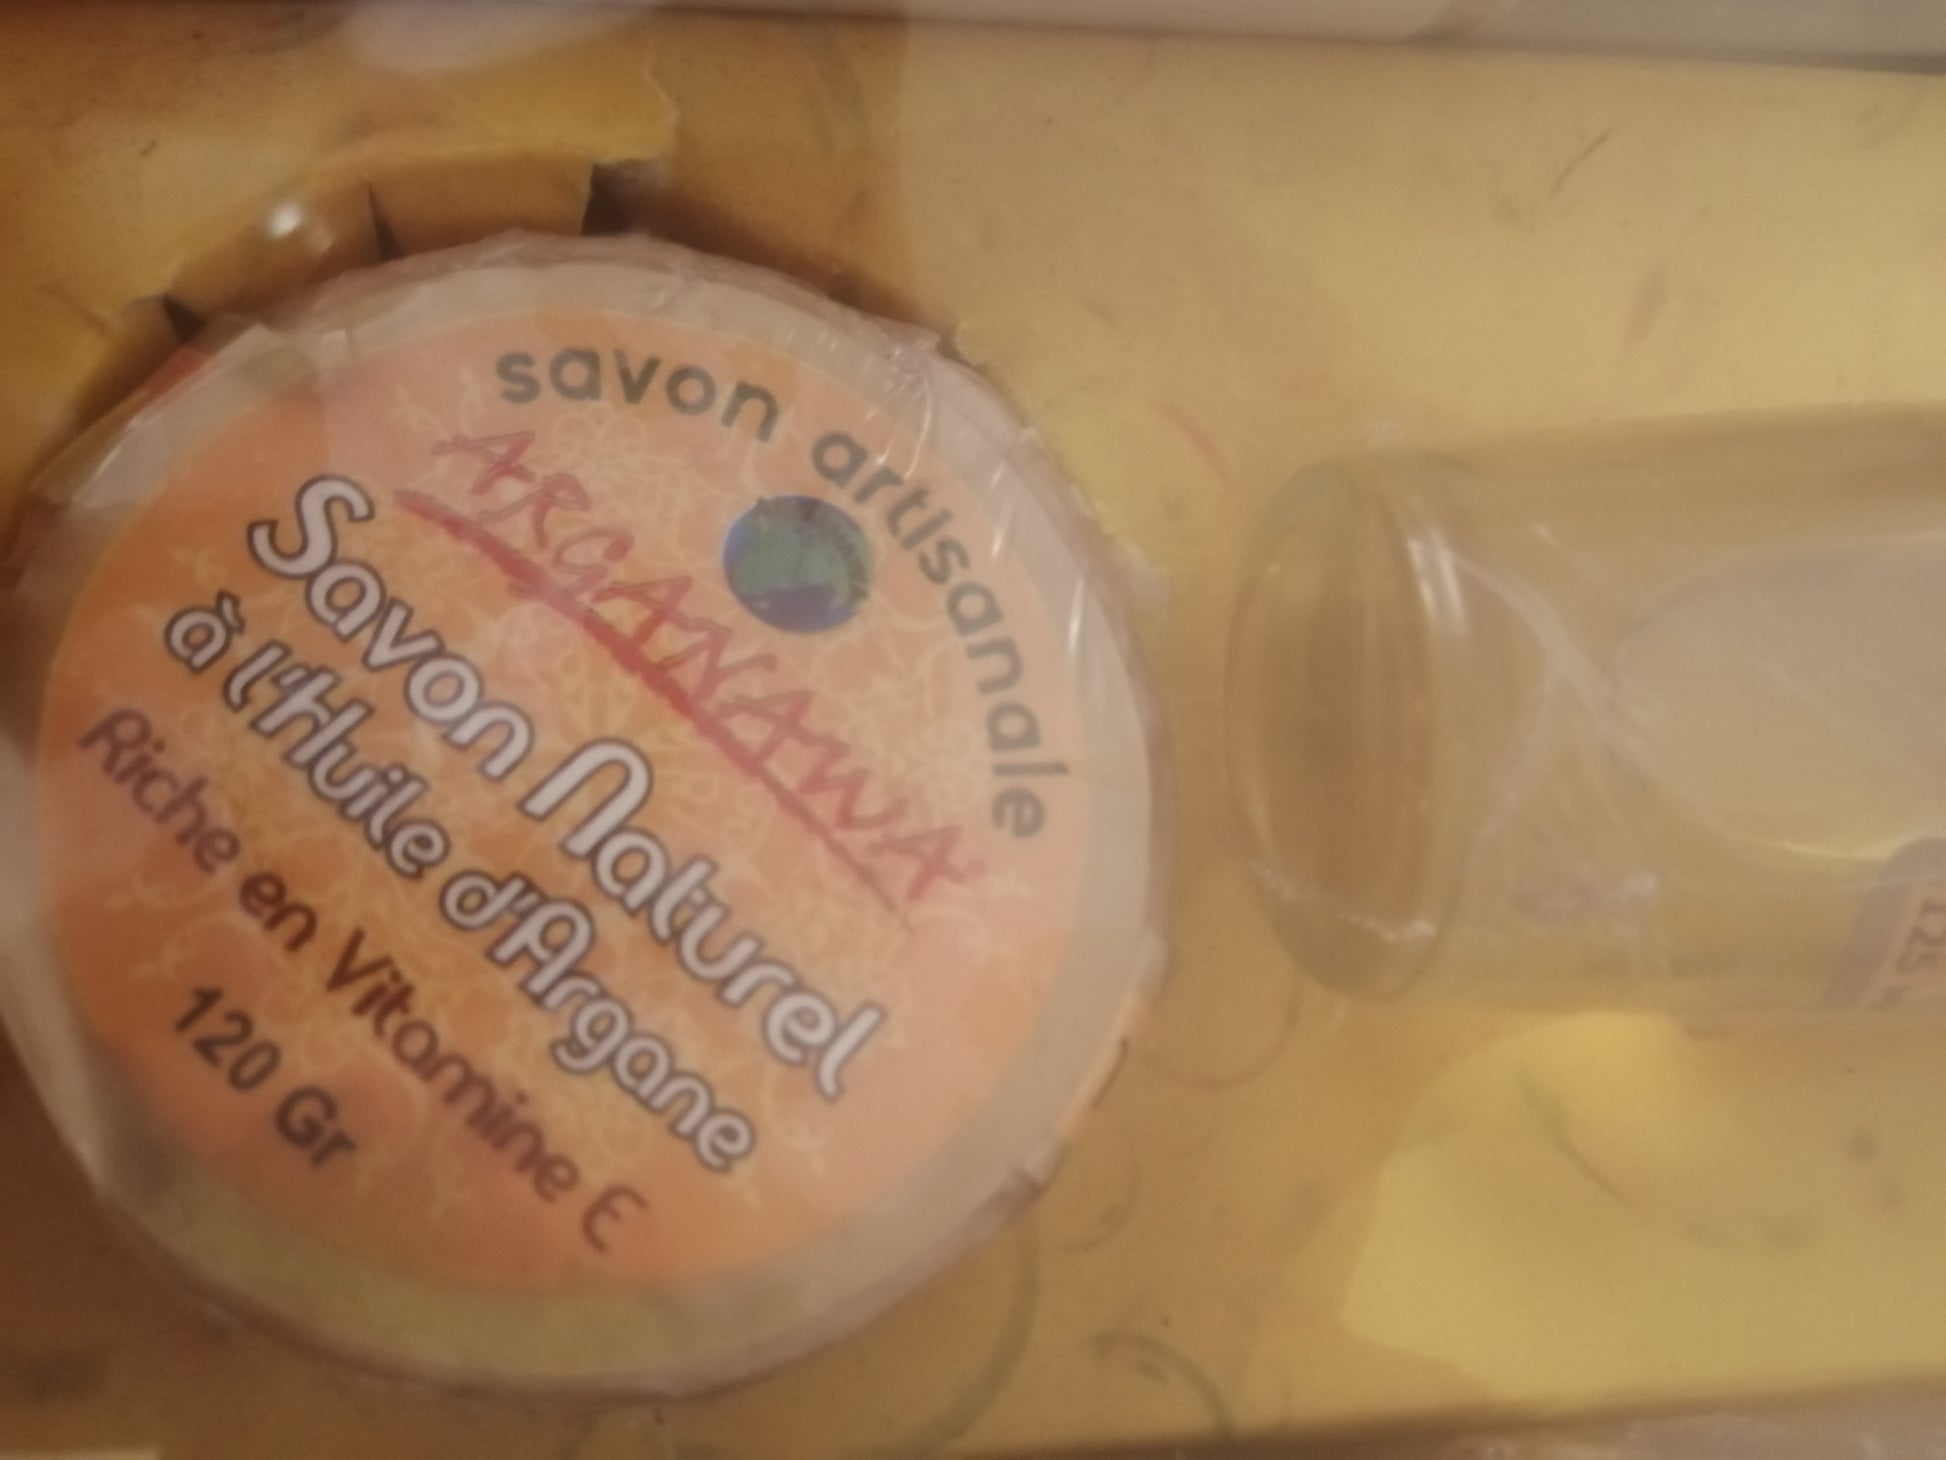 savon artisanale
ARGANAWA
Savon Naturel
à l'Huile d'Argane
Riche en Vitamine E
120 Gr